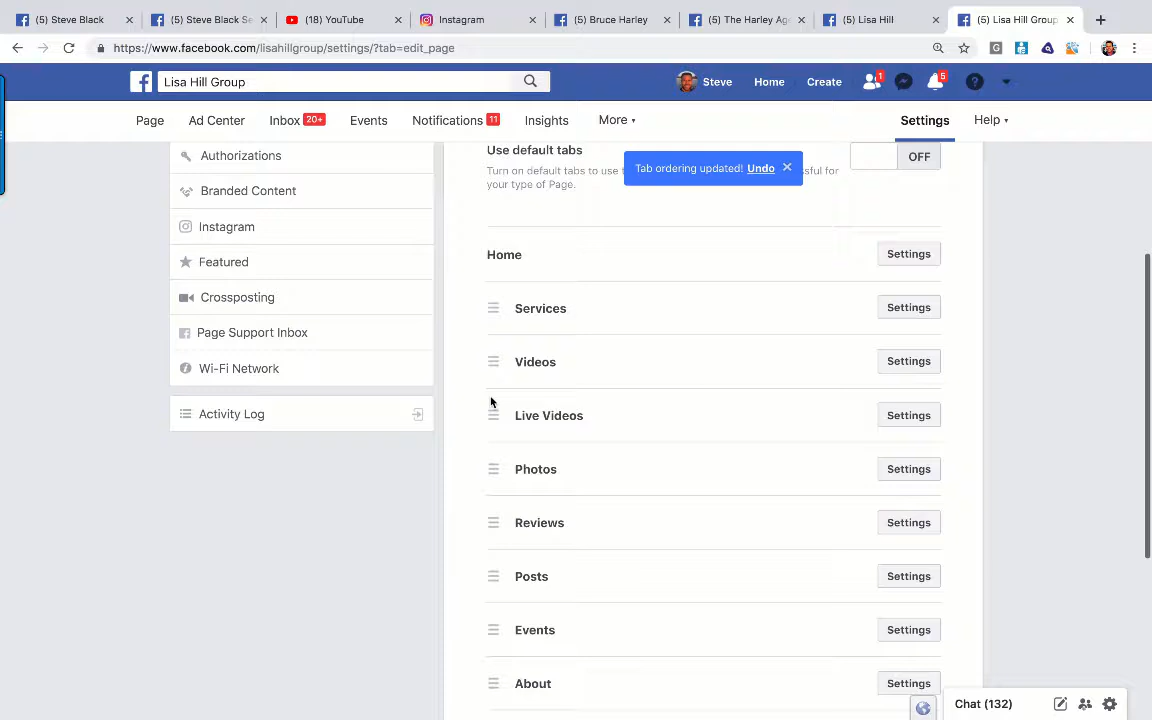 (5) Steve Black
(5) Steve Black Se
(18) YouTube
Instagram
(5) Bruce Harley
(5) The Harley Ag
(5) Lisa Hill
(5) Lisa Hill Group
https://www.facebook.com/lisahillgroup/settings/?tab=edit_page
Lisa Hill Group
Steve
Home
Create
1
5
Page
Ad Center
Inbox 20+
Events
Notifications 11
Insights
More
Settings
Help
Authorizations
Branded Content
Instagram
Featured
Crossposting
Page Support Inbox
Wi-Fi Network
Activity Log
Use default tabs
OFF
Tab ordering updated! Undo
Turn on default tabs to use t
sful for
your type of Page.
Home
Settings
Services
Settings
Videos
Settings
Live Videos
Settings
Photos
Settings
Reviews
Settings
Posts
Settings
Events
Settings
About
Settings
Chat (132)